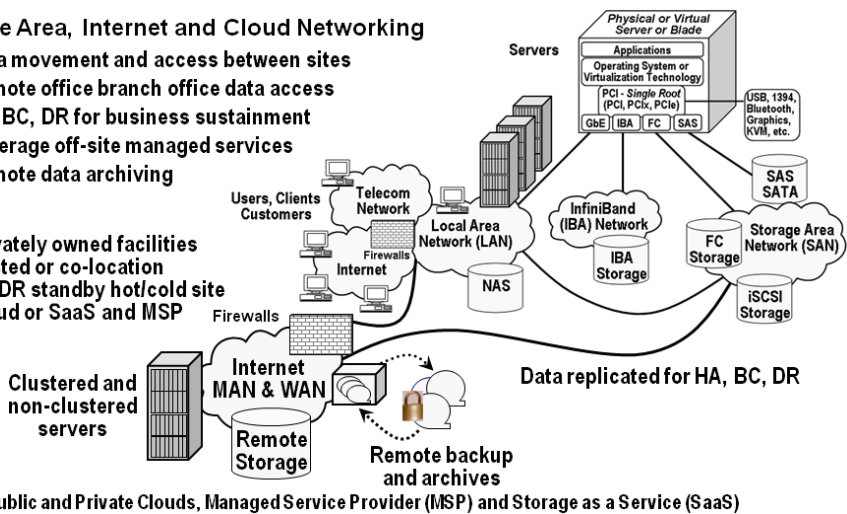 e Area, Internet and Cloud Networking
a movement and access between sites
mote office branch office data access
BC, DR for business sustainment
erage off-site managed services
mote data archiving
vately owned facilities
ted or co-location
DR standby hot/cold site
ud or SaaS and MSP
Servers
Physical or Virtual
Server or Blade
Applications
Operating System or
Virtualization Technology
PCI - Single Root
(PCI, PCIx, PCIe)
GbE IBA FC SAS
USB, 1394,
Bluetooth,
Graphics,
KVM, etc.
SAS
SATA
Users, Clients
Customers
Telecom
Network
Firewalls
Internet
Local Area
Network (LAN)
NAS
InfiniBand
(IBA) Network
IBA
Storage
FC
Storage
Storage Area
Network (SAN)
iSCSI
Storage
Firewalls
Internet
MAN & WAN
Clustered and
non-clustered
servers
Remote
Storage
Remote backup
and archives
Data replicated for HA, BC, DR
ublic and Private Clouds, Managed Service Provider (MSP) and Storage as a Service (SaaS)